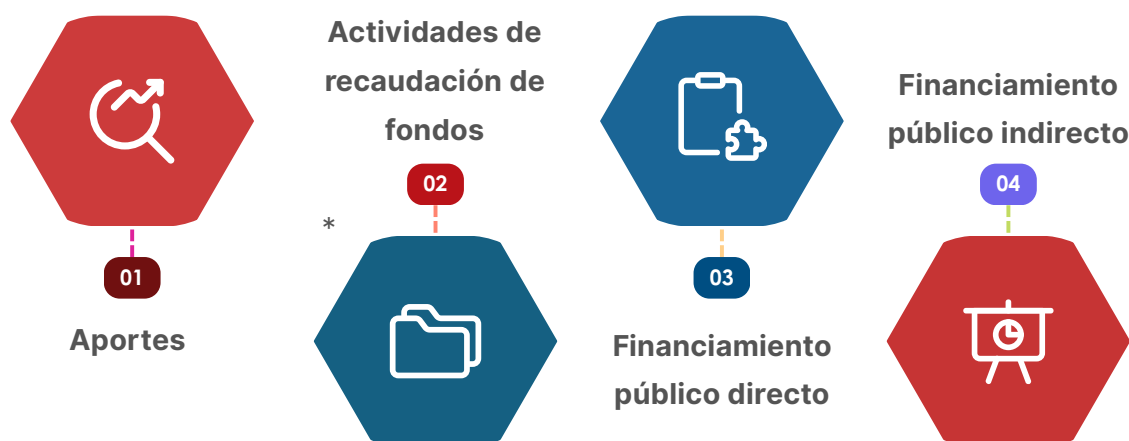 01
Aportes
Actividades de
recaudación de
fondos
02
*
03
Financiamiento
público directo
Financiamiento
público indirecto
04